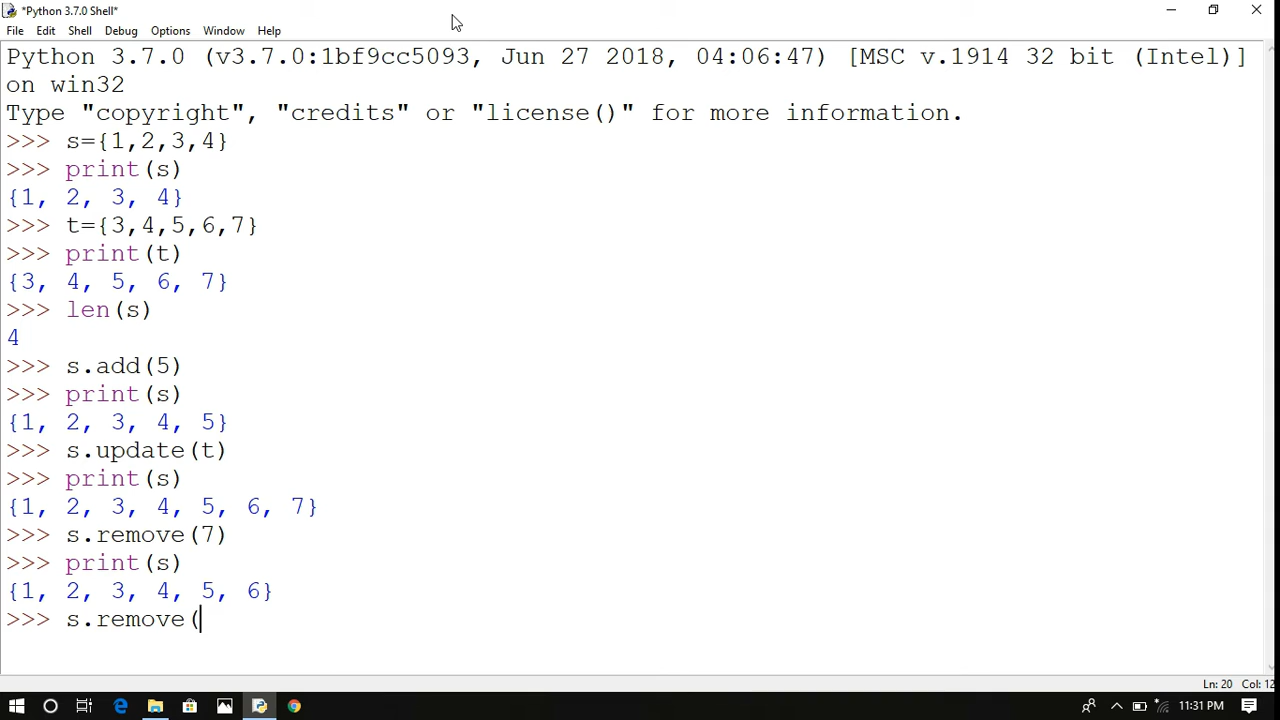 *Python 3.7.0 Shell*
File Edit Shell Debug Options Window Help
Python 3.7.0 (v3.7.0:1bf9cc5093, Jun 27 2018, 04:06:47) [MSC v.1914 32 bit (Intel)]
on win32
Type "copyright", "credits" or "license()" for more information.
>>> s={1,2,3,4}
>>> print(s)
{1, 2, 3, 4}
>>> t={3,4,5,6,7}
>>> print(t)
{3, 4, 5, 6, 7}
>>> len(s)
4
>>> s.add(5)
>>> print(s)
{1, 2, 3, 4, 5}
>>> s.update(t)
>>> print(s)
{1, 2, 3, 4, 5, 6, 7}
>>> s.remove(7)
>>> print(s)
{1, 2, 3, 4, 5, 6}
>>> s.remove(
Ln: 20 Col: 12
11:31 PM